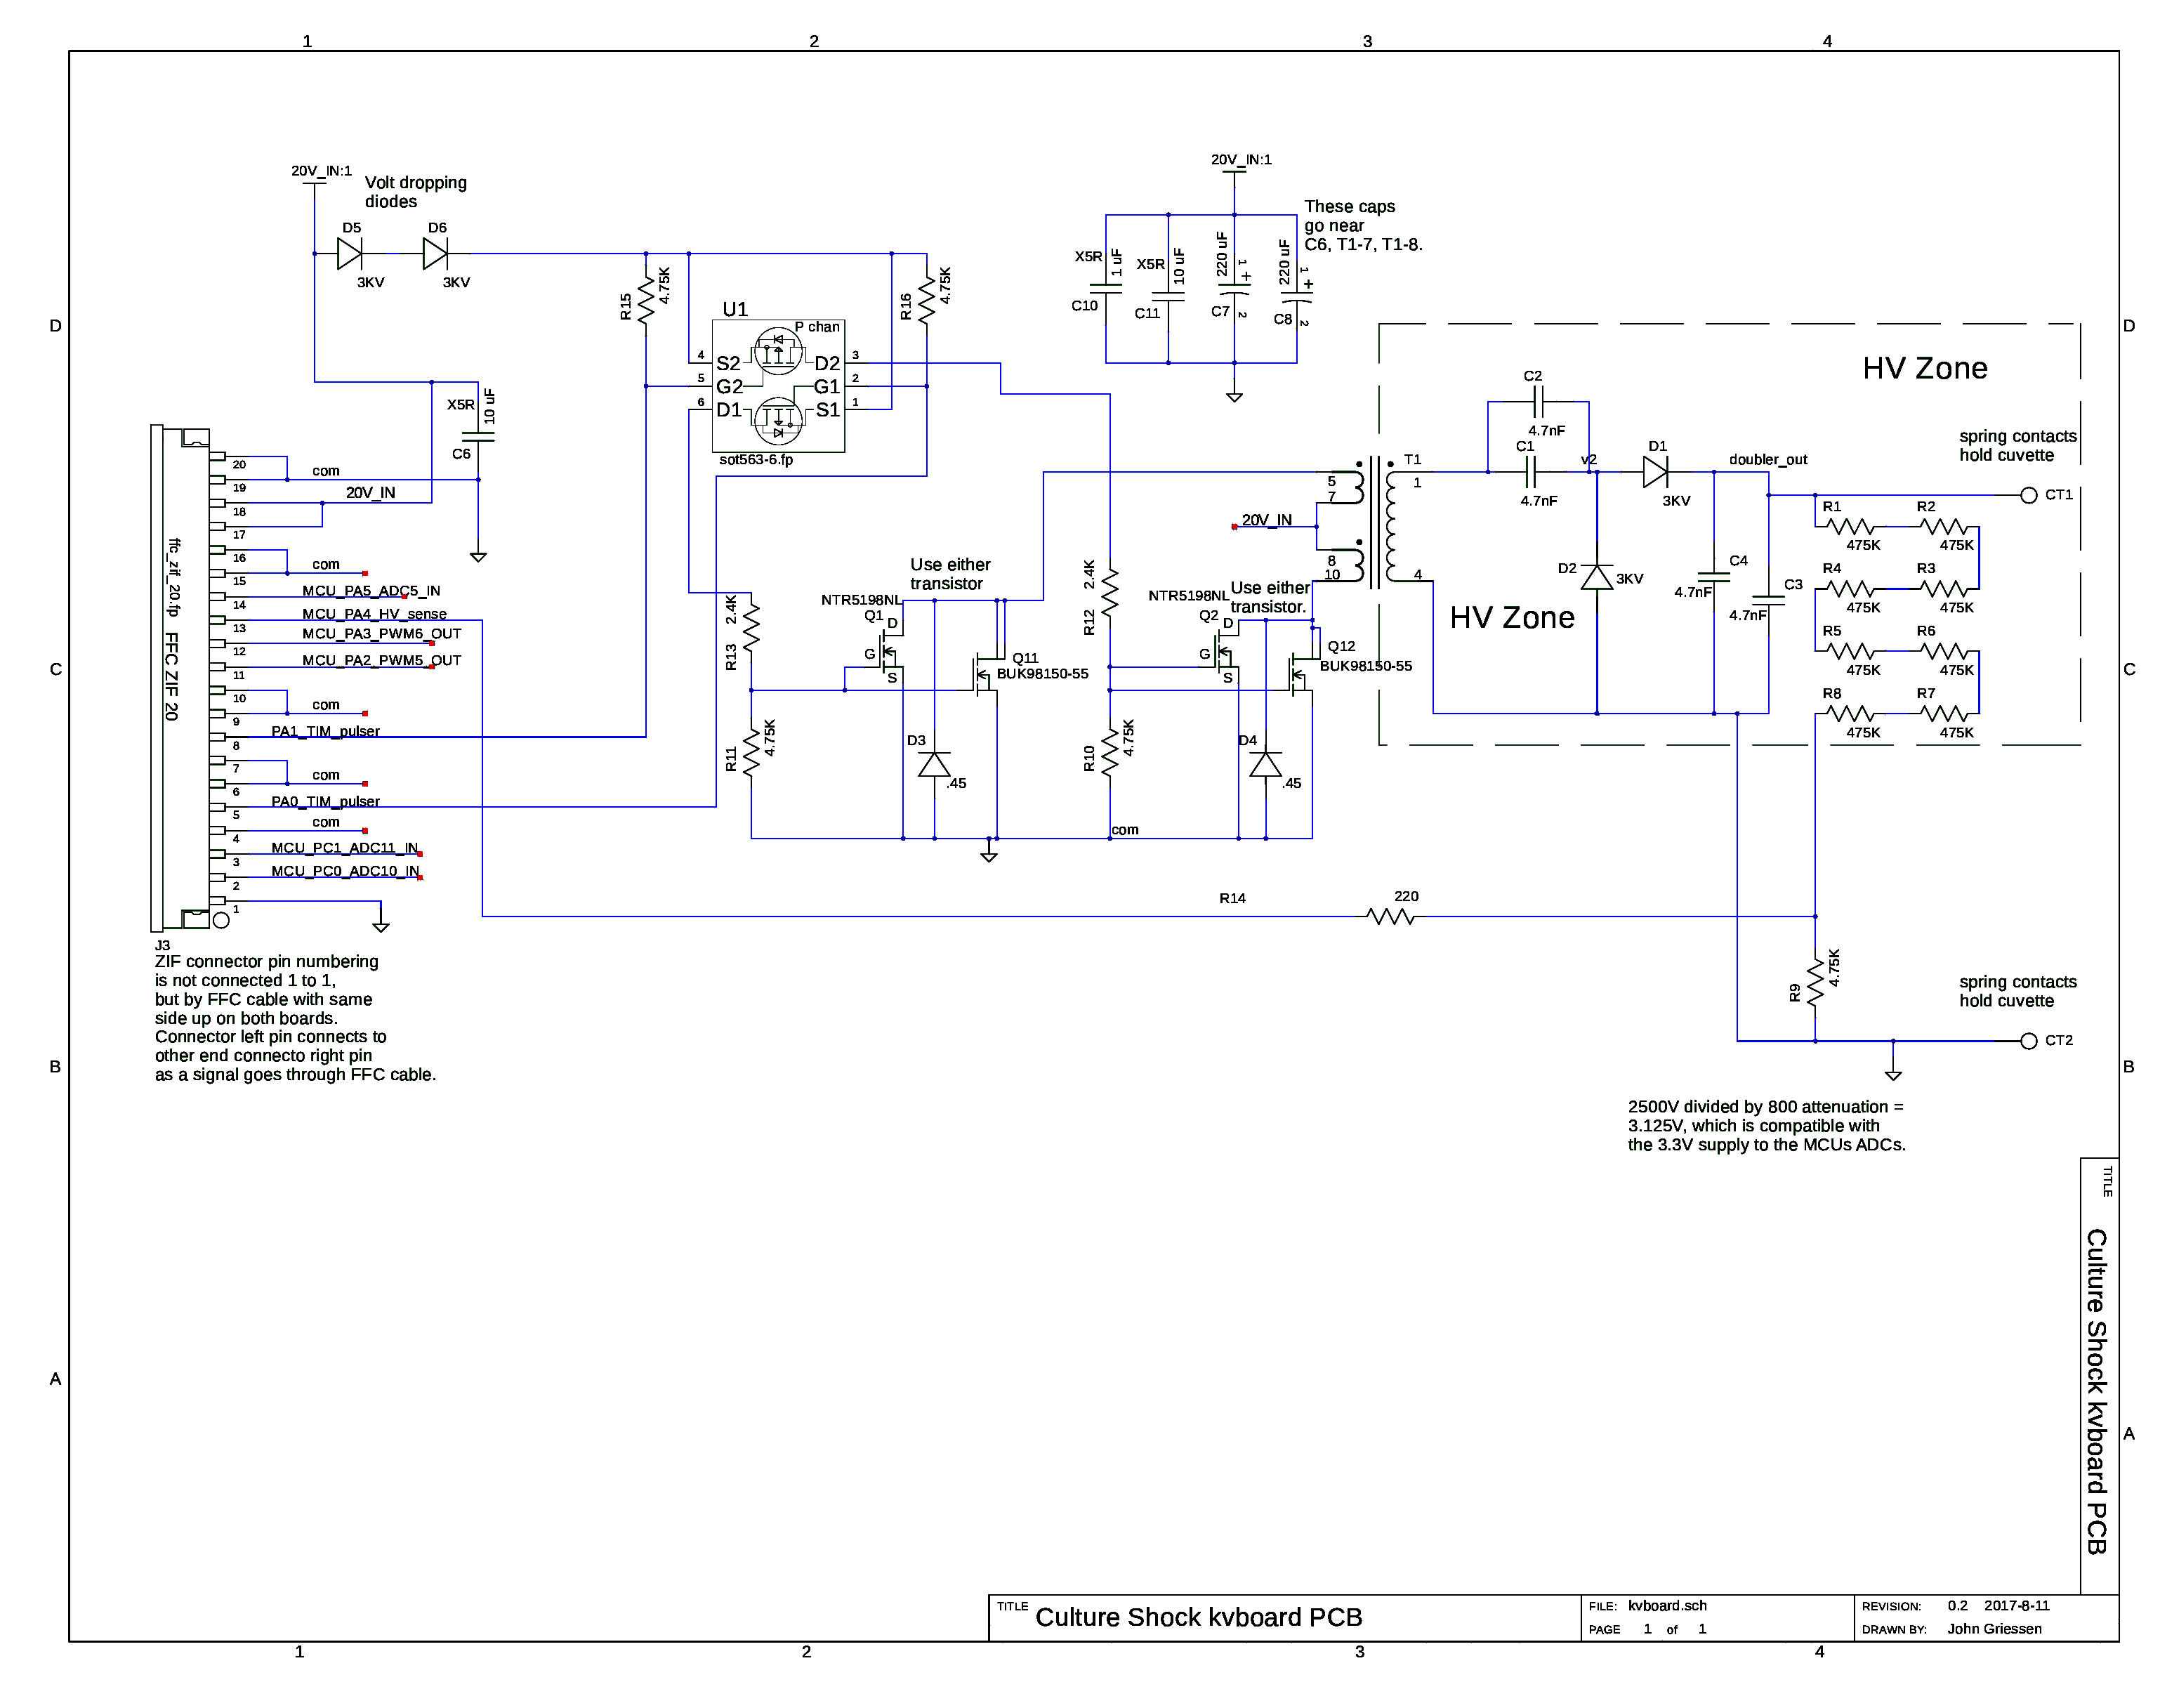 1
2
3
4
D
C
B
A
D
C
B
A
1
2
3
4
20V_IN:1
Volt dropping
diodes
D5
3KV
D6
3KV
R15
4.75K
R16
4.75K
U1
P chan
4
S2
D2
3
5
G2
G1
2
6
D1
S1
1
sot563-6.fp
20V_IN:1
These caps
go near
C6, T1-7, T1-8.
X5R
1 uF
C10
X5R
10 uF
C11
220 uF
1
+
C7
2
220 uF
1
+
C8
2
X5R
10 uF
C6
ffc_zif_20.fp
FFC ZIF 20
20
com
19
20V_IN
18
17
16
com
15
MCU_PA5_ADC5_IN
14
MCU_PA4_HV_sense
13
MCU_PA3_PWM6_OUT
12
MCU_PA2_PWM5_OUT
11
10
com
9
PA1_TIM_pulser
8
7
com
6
PA0_TIM_pulser
5
com
4
MCU_PC1_ADC11_IN
3
MCU_PC0_ADC10_IN
2
1
J3
ZIF connector pin numbering
is not connected 1 to 1,
but by FFC cable with same
side up on both boards.
Connector left pin connects to
other end connecto right pin
as a signal goes through FFC cable.
2.4K
R13
R11
4.75K
NTR5198NL
Q1
D
G
S
Use either
transistor
Q11
BUK98150-55
D3
.45
2.4K
R12
R10
4.75K
NTR5198NL
Q2
D
G
S
Use either
transistor.
Q12
BUK98150-55
D4
.45
com
20V_IN
5
7
8
10
T1
1
4
HV Zone
HV Zone
C2
4.7nF
C1
4.7nF
v2
D1
3KV
doubler_out
D2
3KV
C4
4.7nF
C3
4.7nF
spring contacts
hold cuvette
CT1
R1
475K
R2
475K
R4
475K
R3
475K
R5
475K
R6
475K
R8
475K
R7
475K
R14
220
R9
4.75K
spring contacts
hold cuvette
CT2
2500V divided by 800 attenuation =
3.125V, which is compatible with
the 3.3V supply to the MCUs ADCs.
TITLE
Culture Shock kvboard PCB
TITLE
Culture Shock kvboard PCB
FILE: kvboard.sch
PAGE 1 of 1
REVISION: 0.2 2017-8-11
DRAWN BY: John Griessen